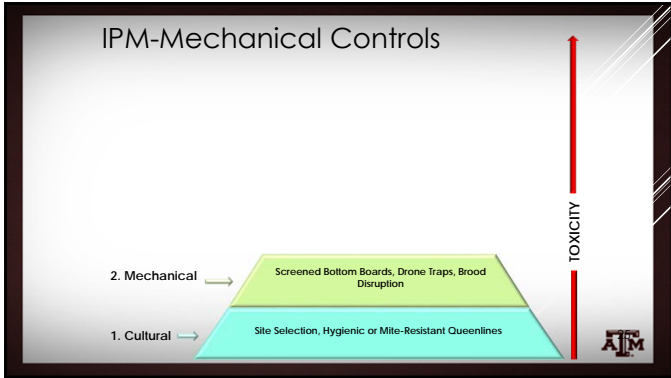 IPM-Mechanical Controls
TOXICITY
2. Mechanical
Screened Bottom Boards, Drone Traps, Brood
Disruption
1. Cultural
Site Selection, Hygienic or Mite-Resistant Queenlines
ATM